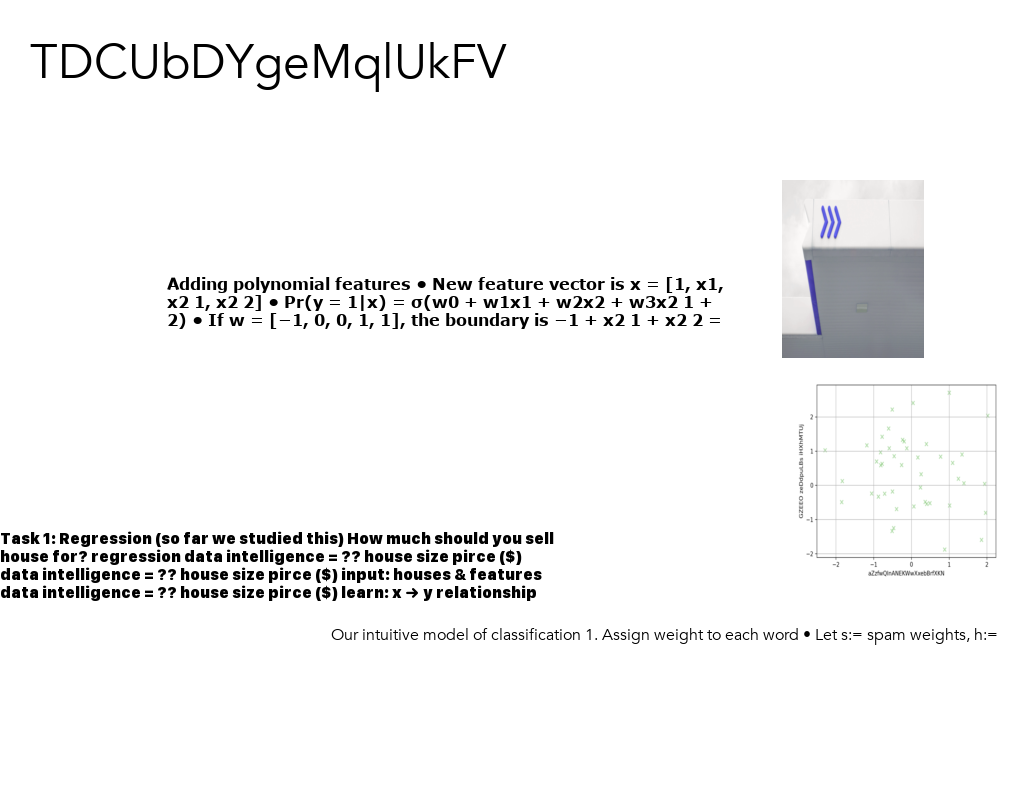 TDCUbDYgeMqlUkFV
Adding polynomial features • New feature vector is x = [1, x1,
x2 1, x2 2] • Pr(y = 1|x) = σ(w0 + w1x1 + w2x2 + w3x2 1 +
2) • If w = [−1, 0, 0, 1, 1], the boundary is −1 + x2 1 + x2 2 =
2
1
0
−1
−2
−2
−1
0
1
2
Task 1: Regression (so far we studied this) How much should you sell
house for? regression data intelligence = ?? house size pirce ($)
data intelligence = ?? house size pirce ($) input: houses & features
data intelligence = ?? house size pirce ($) learn: x → y relationship
Our intuitive model of classification 1. Assign weight to each word • Let s:= spam weights, h:=